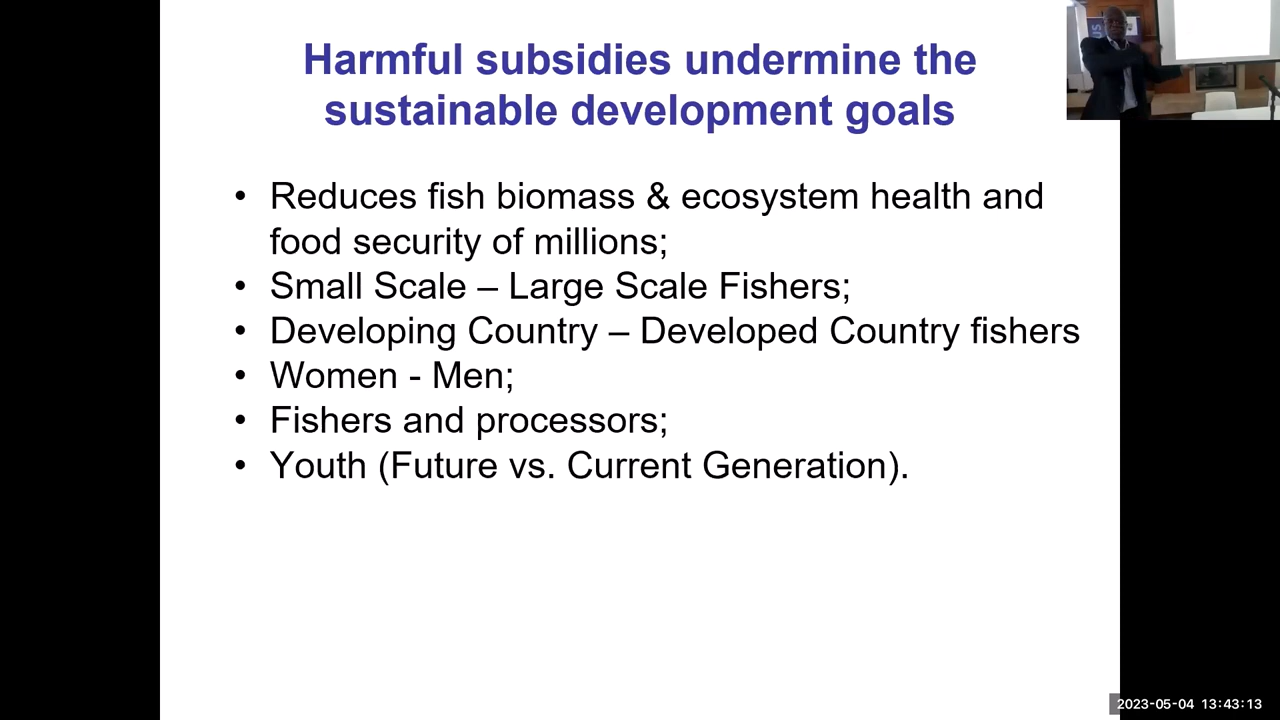 Harmful subsidies undermine the
sustainable development goals
• Reduces fish biomass & ecosystem health and
food security of millions;
• Small Scale – Large Scale Fishers;
• Developing Country – Developed Country fishers
• Women - Men;
• Fishers and processors;
• Youth (Future vs. Current Generation).
2023-05-04 13:43:13